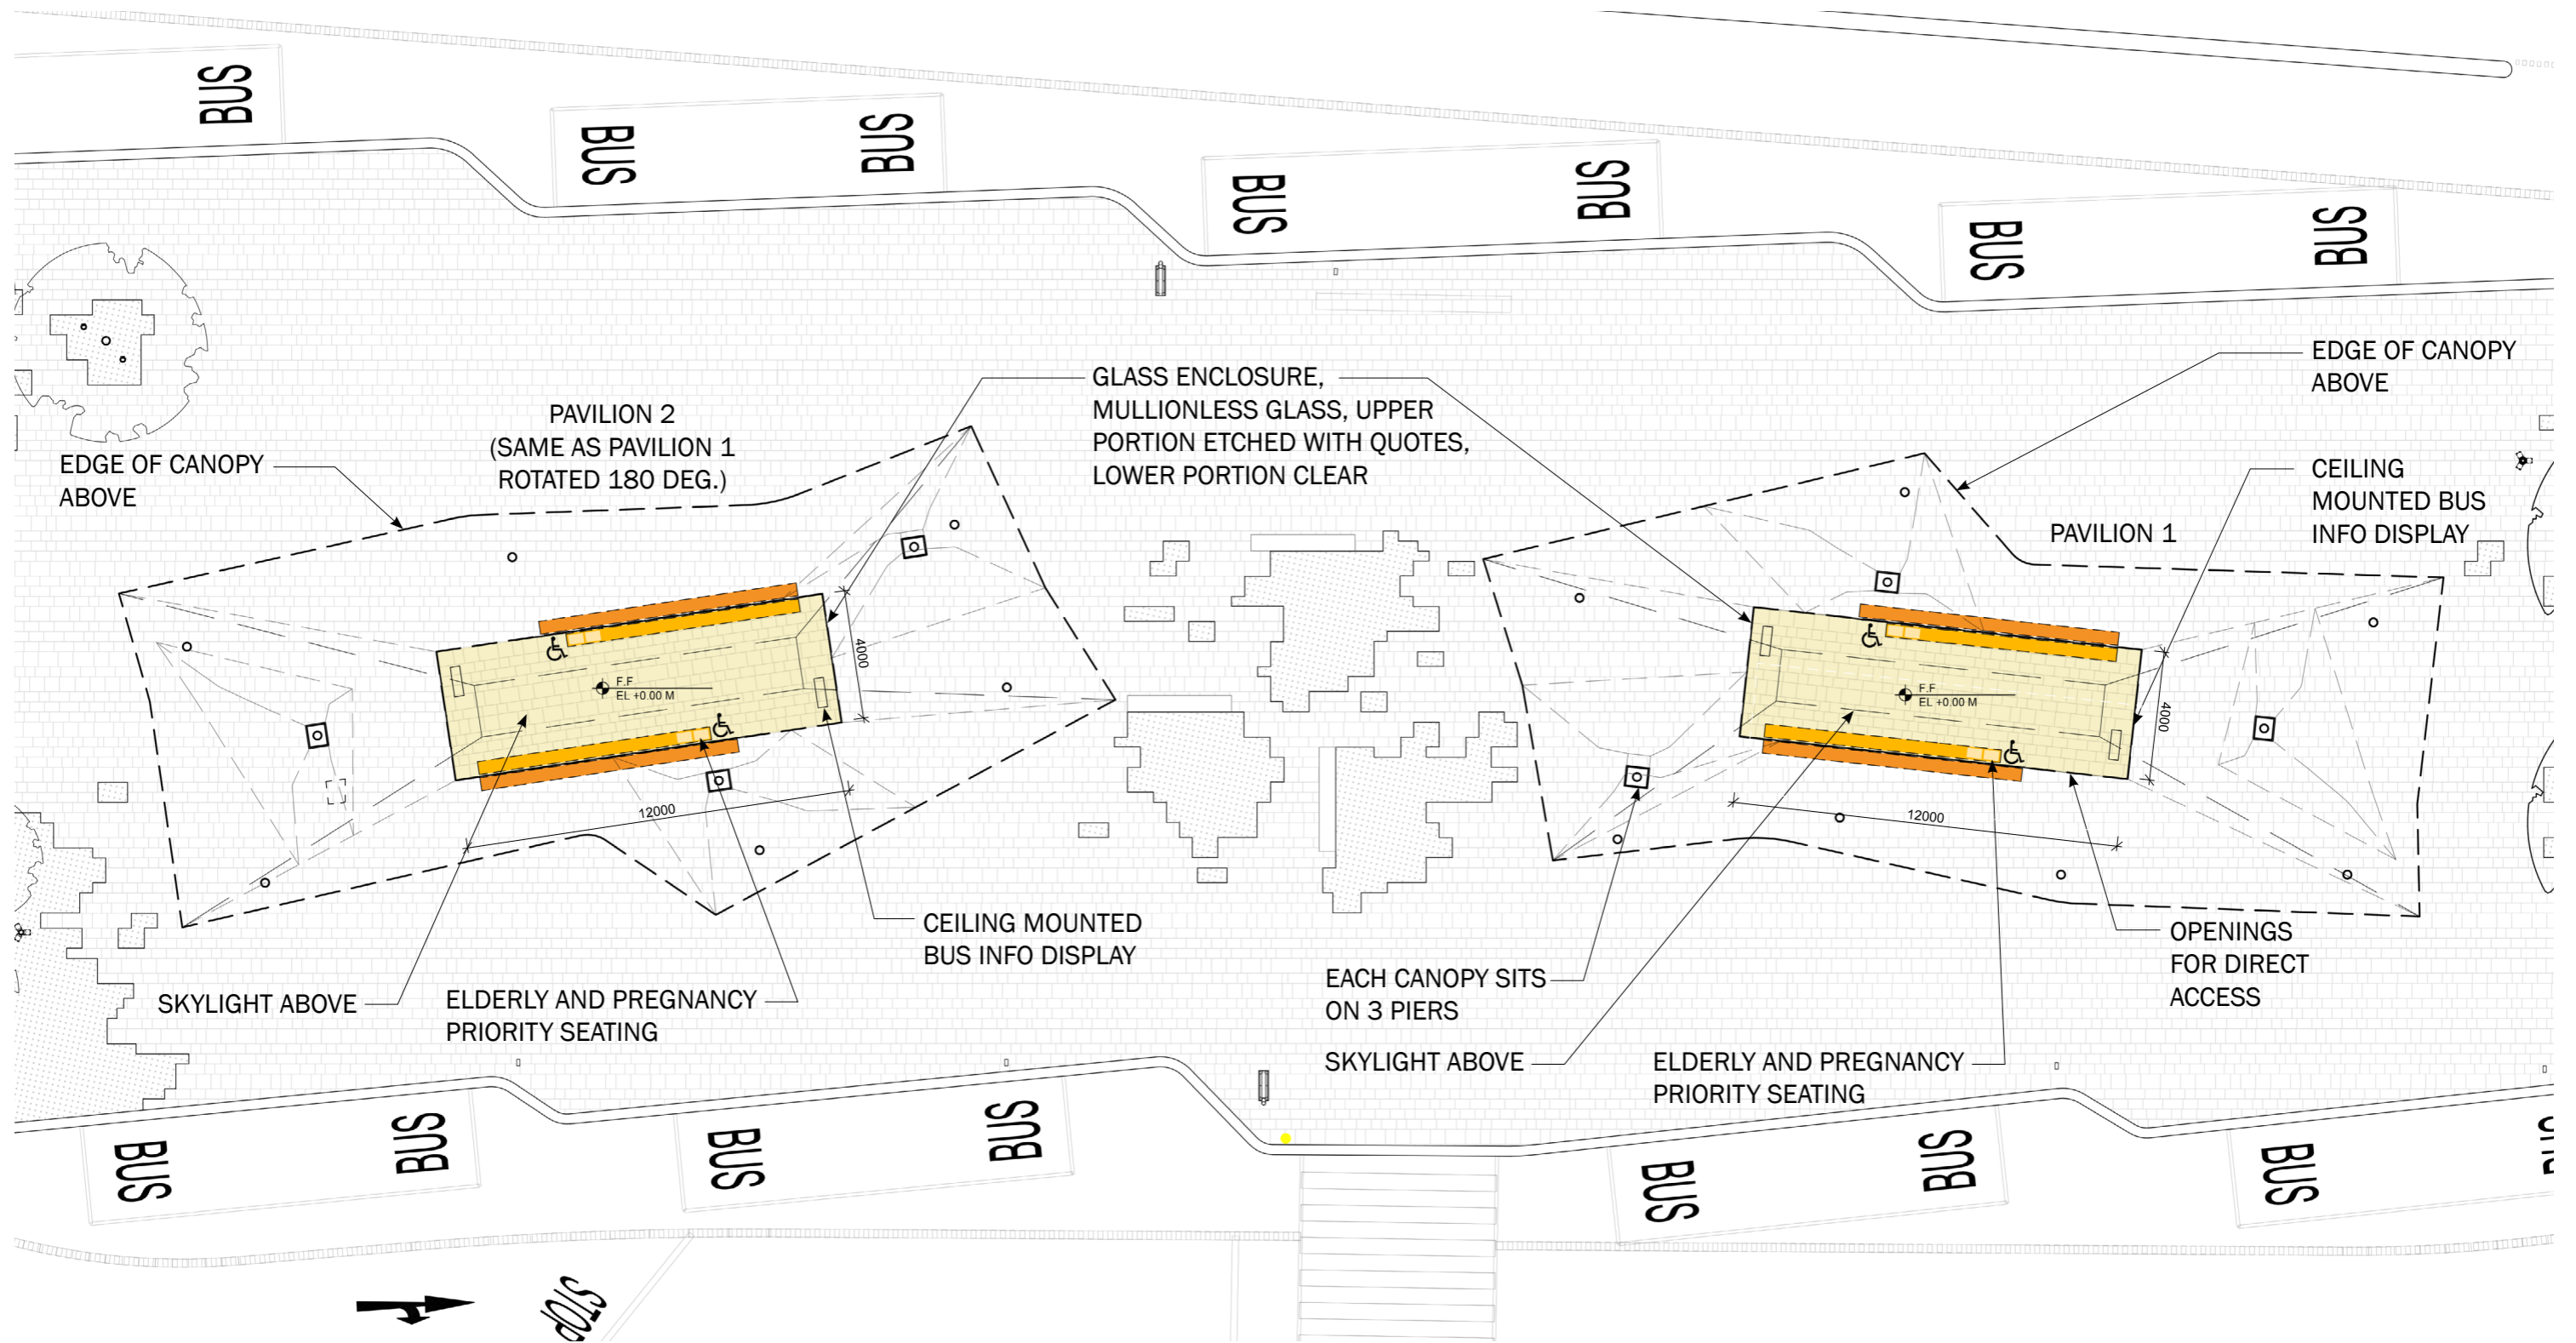 BUS
BUS
BUS
BUS
BUS
BUS
BUS
EDGE OF CANOPY
ABOVE
PAVILION 2
(SAME AS PAVILION 1
ROTATED 180 DEG.)
GLASS ENCLOSURE,
MULLIONLESS GLASS, UPPER
PORTION ETCHED WITH QUOTES,
LOWER PORTION CLEAR
EDGE OF CANOPY
ABOVE
PAVILION 1
CEILING
MOUNTED BUS
INFO DISPLAY
F.F
EL +0.00 M
4000
12000
F.F
EL +0.00 M
4000
12000
SKYLIGHT ABOVE
ELDERLY AND PREGNANCY
PRIORITY SEATING
CEILING MOUNTED
BUS INFO DISPLAY
EACH CANOPY SITS
ON 3 PIERS
SKYLIGHT ABOVE
ELDERLY AND PREGNANCY
PRIORITY SEATING
OPENINGS
FOR DIRECT
ACCESS
BUS
BUS
BUS
BUS
BUS
BUS
BUS
STOP